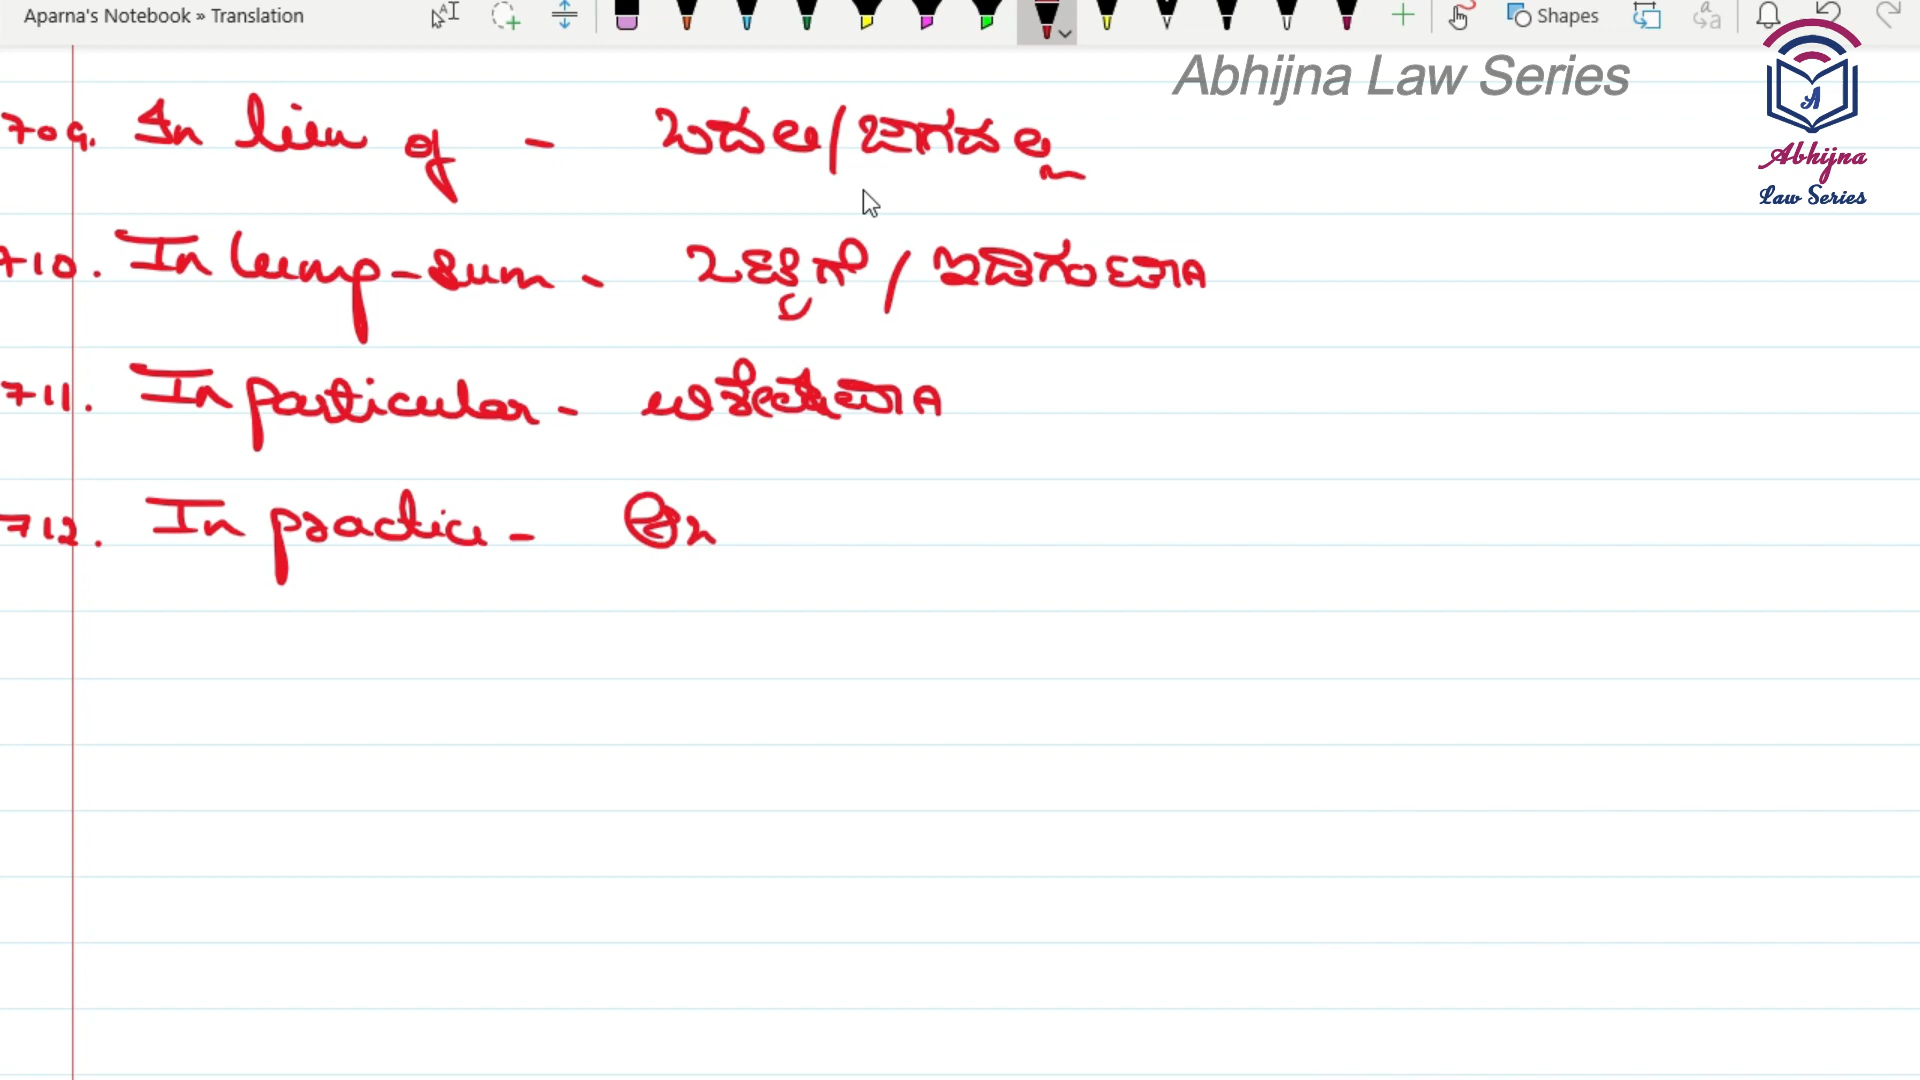 Aparna's Notebook » Translation
Shapes
Abhijna Law Series
Abhijna
Law Series
709. In lieu of - ಬದಲು/ಜಾಗದಲ್ಲಿ
710. In lump-sum - ಒಟ್ಟಿಗೆ / ಇಡಿಗಂಟಾಗಿ
711. In particular - ವಿಶೇಷವಾಗಿ
712. In practice -